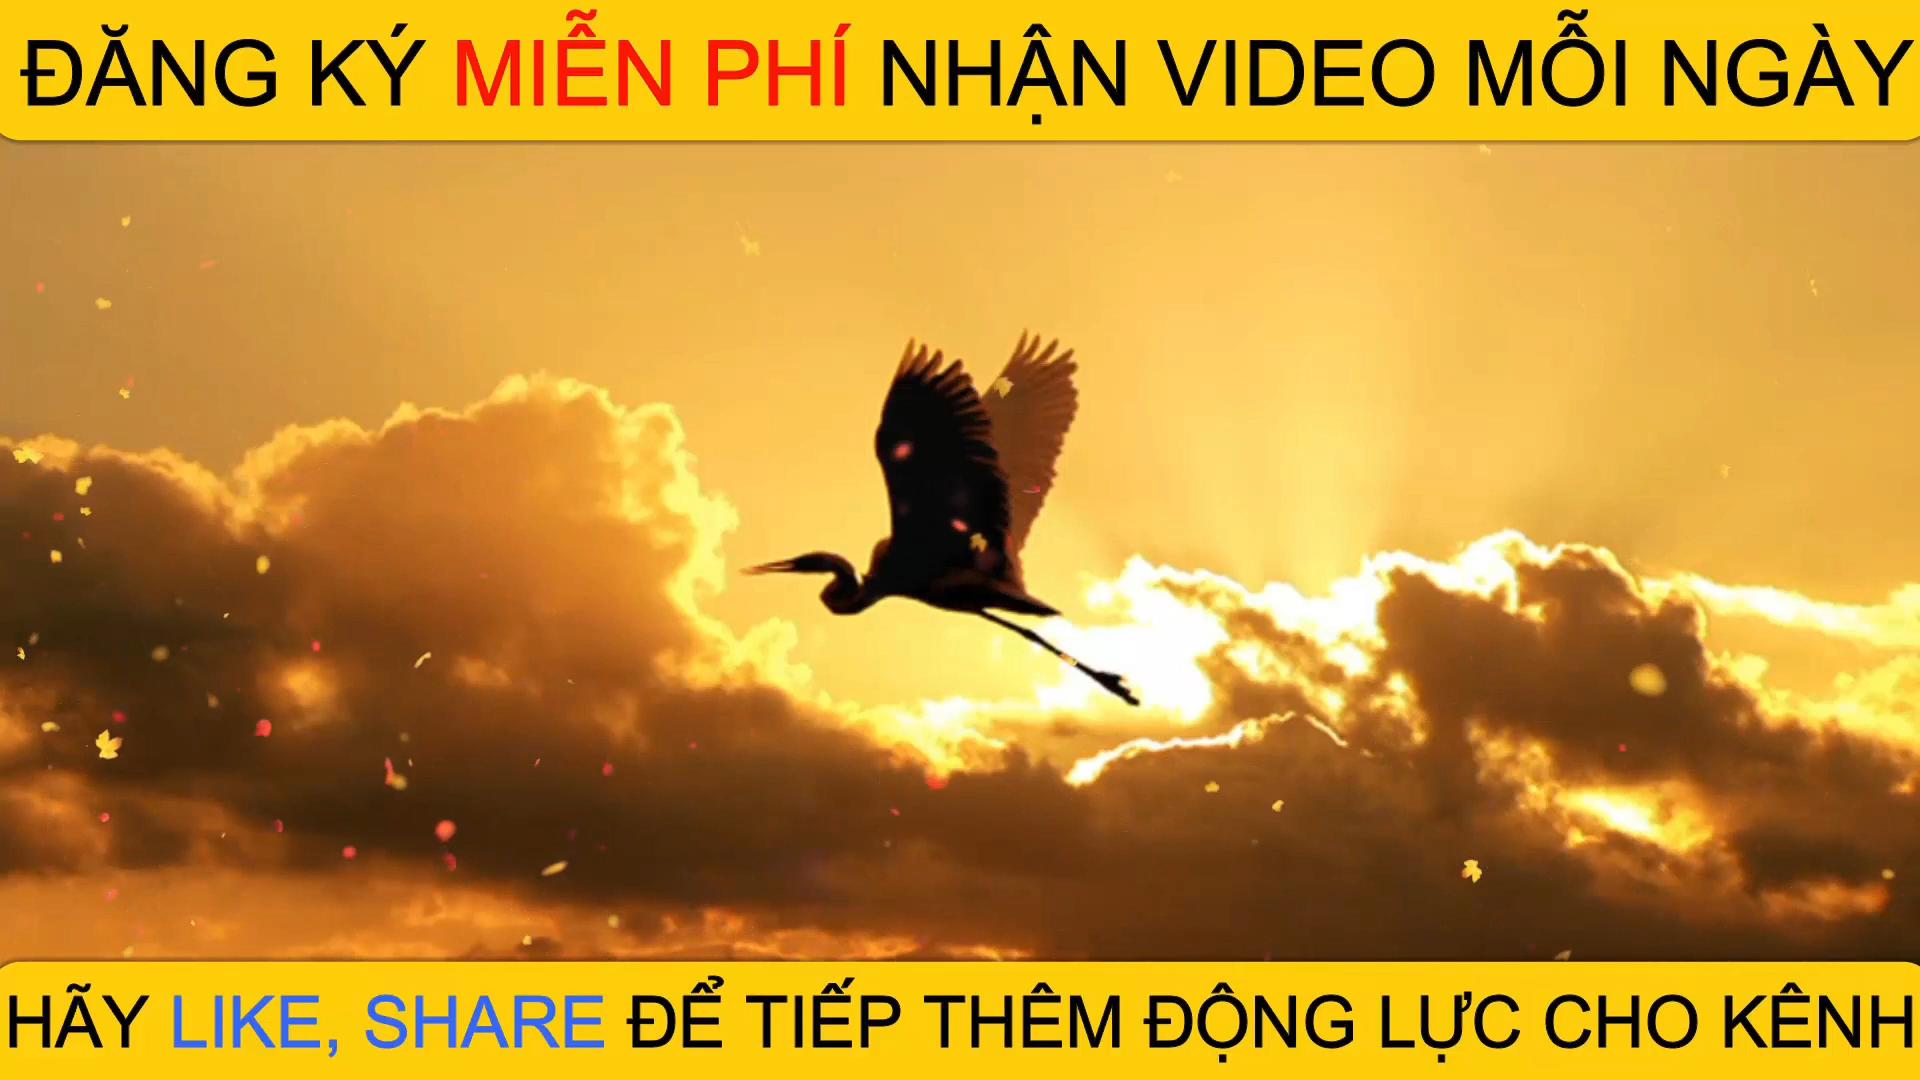 ĐĂNG KÝ MIỄN PHÍ NHẬN VIDEO MỖI NGÀY
HÃY LIKE, SHARE ĐỂ TIẾP THÊM ĐỘNG LỰC CHO KÊNH